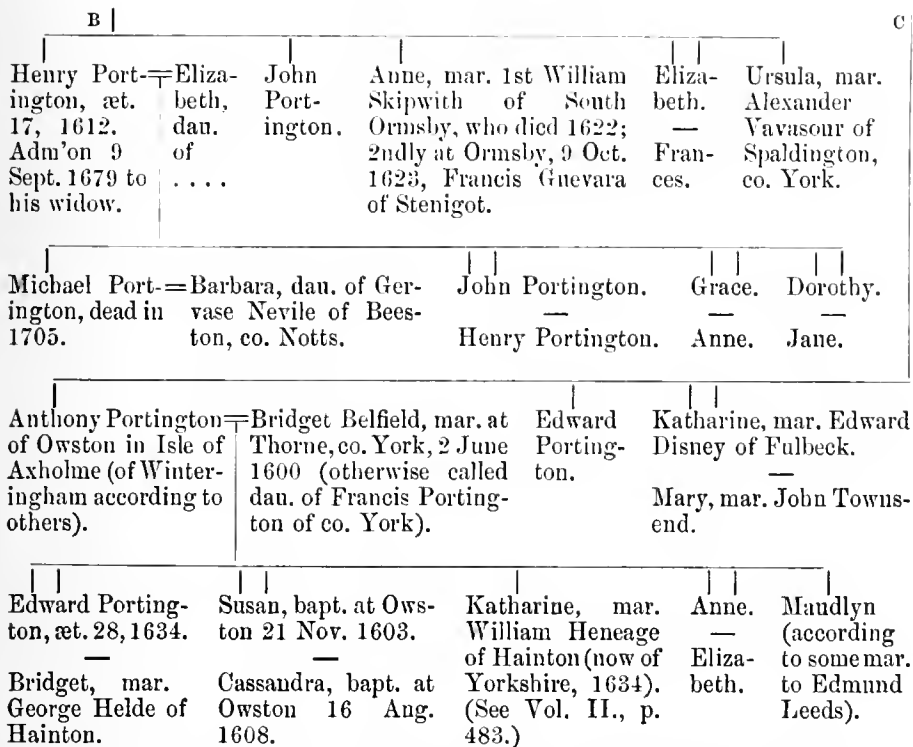 B
C
Henry Port-
ington, æt.
17, 1612.
Adm'on 9
Sept. 1679 to
his widow.
Eliza-
beth,
dau.
of
. . . .
John
Port-
ington.
Anne, mar. 1st William
Skipwith of South
Ormsby, who died 1622;
2ndly at Ormsby, 9 Oct.
1623, Francis Guevara
of Stenigot.
Eliza-
beth.
—
Fran-
ces.
Ursula, mar.
Alexander
Vavasour of
Spaldington,
co. York.
Michael Port-
ington, dead in
1705.
Barbara, dau. of Ger-
vase Nevile of Bees-
ton, co. Notts.
John Portington.
—
Henry Portington.
Grace.
—
Anne.
Dorothy.
—
Jane.
Anthony Portington
of Owston in Isle of
Axholme (of Winter-
ingham according to
others).
Bridget Belfield, mar. at
Thorne, co. York, 2 June
1600 (otherwise called
dau. of Francis Porting-
ton of co. York).
Edward
Porting-
ton.
Katharine, mar. Edward
Disney of Fulbeck.
—
Mary, mar. John Towns-
end.
Edward Porting-
ton, æt. 28, 1634.
—
Bridget, mar.
George Helde of
Hainton.
Susan, bapt. at Ows-
ton 21 Nov. 1603.
—
Cassandra, bapt. at
Owston 16 Aug.
1608.
Katharine, mar.
William Heneage
of Hainton (now of
Yorkshire, 1634).
(See Vol. II., p.
483.)
Anne.
—
Eliza-
beth.
Maudlyn
(according
to some mar.
to Edmund
Leeds).